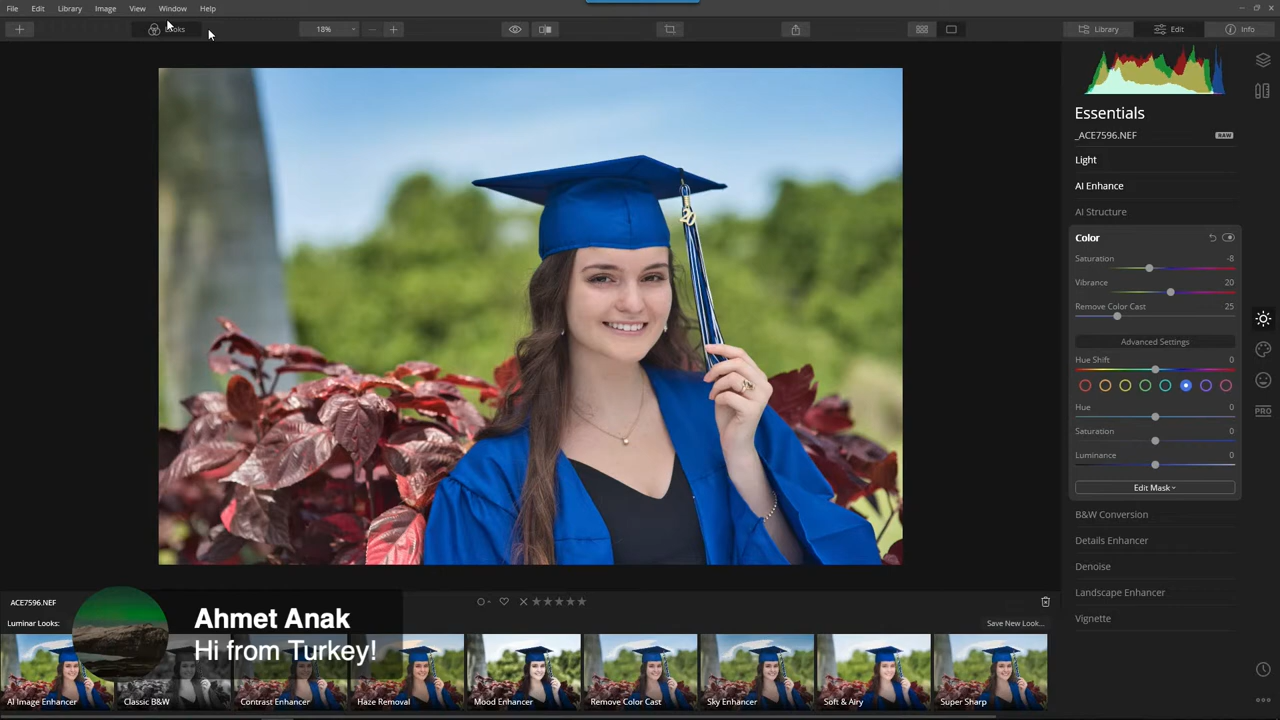 File Edit Library Image View Window Help
Looks 18% Library Edit Info
Essentials
_ACE7596.NEF RAW
Light
AI Enhance
AI Structure
Color
Saturation -8
Vibrance 20
Remove Color Cast 25
Advanced Settings
Hue Shift 0
Hue 0
Saturation 0
Luminance 0
Edit Mask
PRO
B&W Conversion
Details Enhancer
Denoise
Landscape Enhancer
Vignette
20
ACE7596.NEF
Luminar Looks: Save New Look...
Ahmet Anak
Hi from Turkey!
AI Image Enhancer Classic B&W Contrast Enhancer Haze Removal Mood Enhancer Remove Color Cast Sky Enhancer Soft & Airy Super Sharp